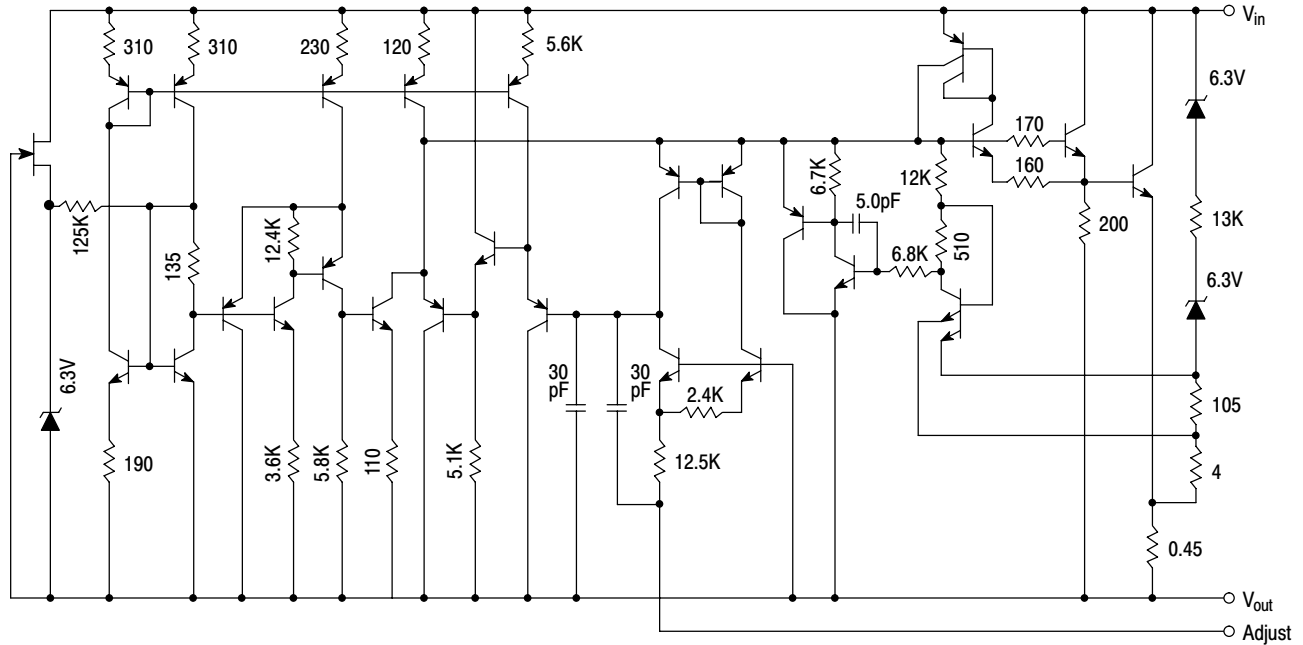 V_in
310
310
230
120
5.6K
6.3V
170
160
6.7K
12K
5.0pF
125K
12.4K
135
200
13K
6.8K
510
6.3V
6.3V
30
pF
30
pF
2.4K
105
190
3.6K
5.8K
110
5.1K
12.5K
4
0.45
V_out
Adjust